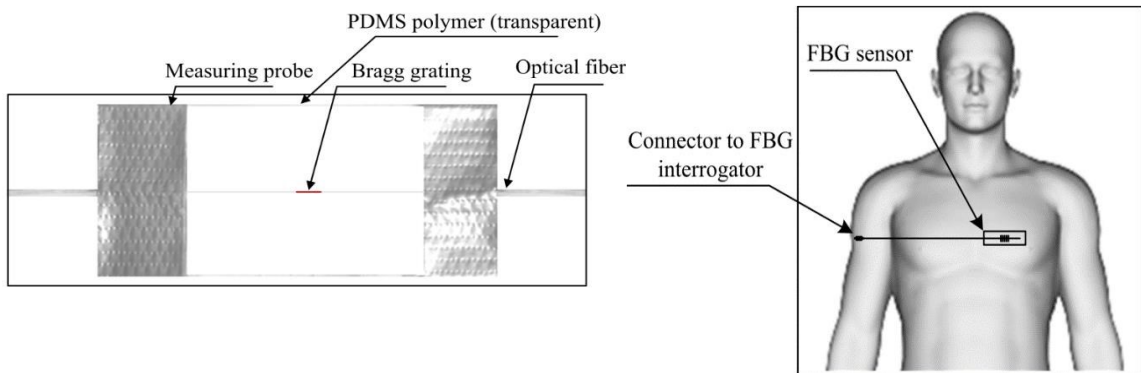 PDMS polymer (transparent)
Measuring probe
Bragg grating
Optical fiber
FBG sensor
Connector to FBG
interrogator